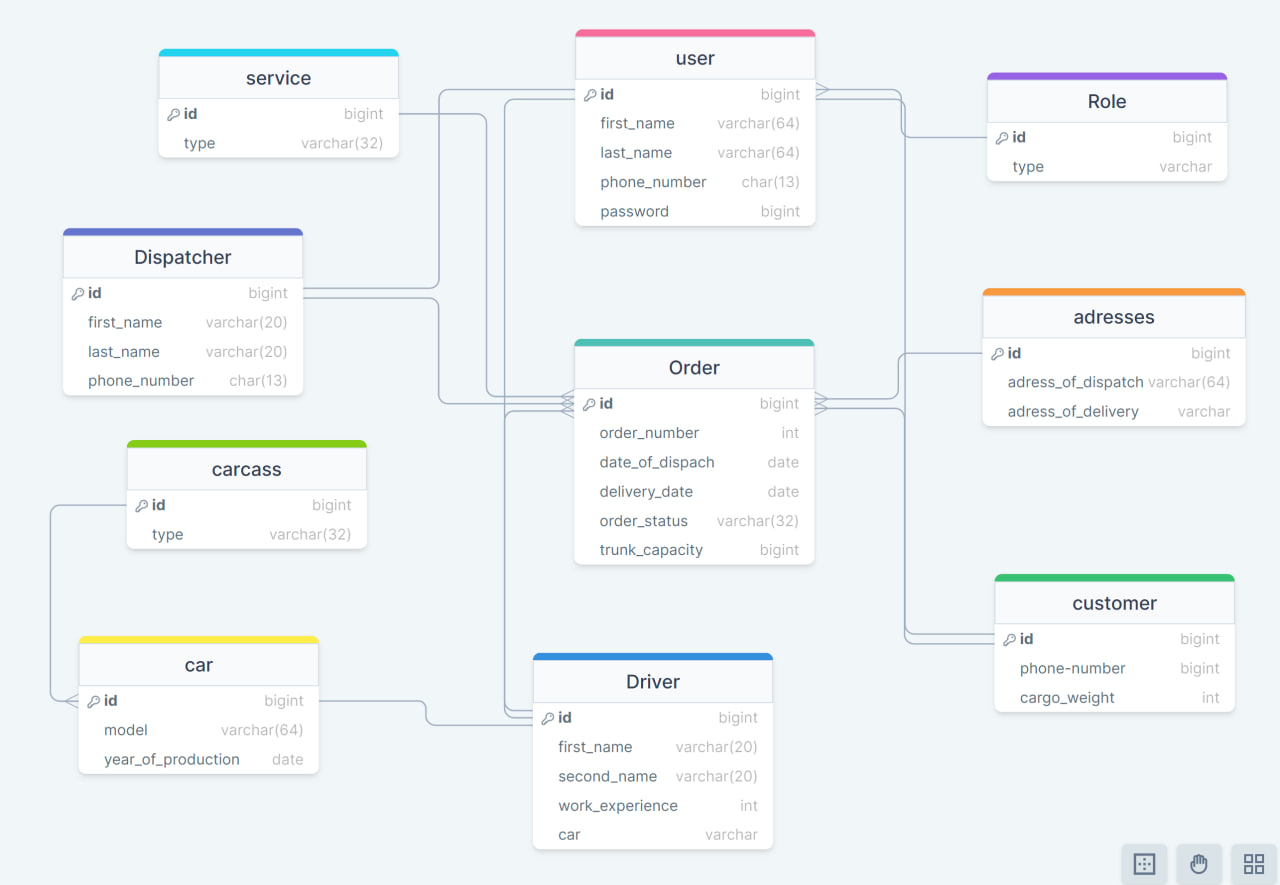 service
id bigint
type varchar(32)
user
id bigint
first_name varchar(64)
last_name varchar(64)
phone_number char(13)
password bigint
Role
id bigint
type varchar
Dispatcher
id bigint
first_name varchar(20)
last_name varchar(20)
phone_number char(13)
Order
id bigint
order_number int
date_of_dispach date
delivery_date date
order_status varchar(32)
trunk_capacity bigint
adresses
id bigint
adress_of_dispatch varchar(64)
adress_of_delivery varchar
carcass
id bigint
type varchar(32)
car
id bigint
model varchar(64)
year_of_production date
Driver
id bigint
first_name varchar(20)
second_name varchar(20)
work_experience int
car varchar
customer
id bigint
phone-number bigint
cargo_weight int